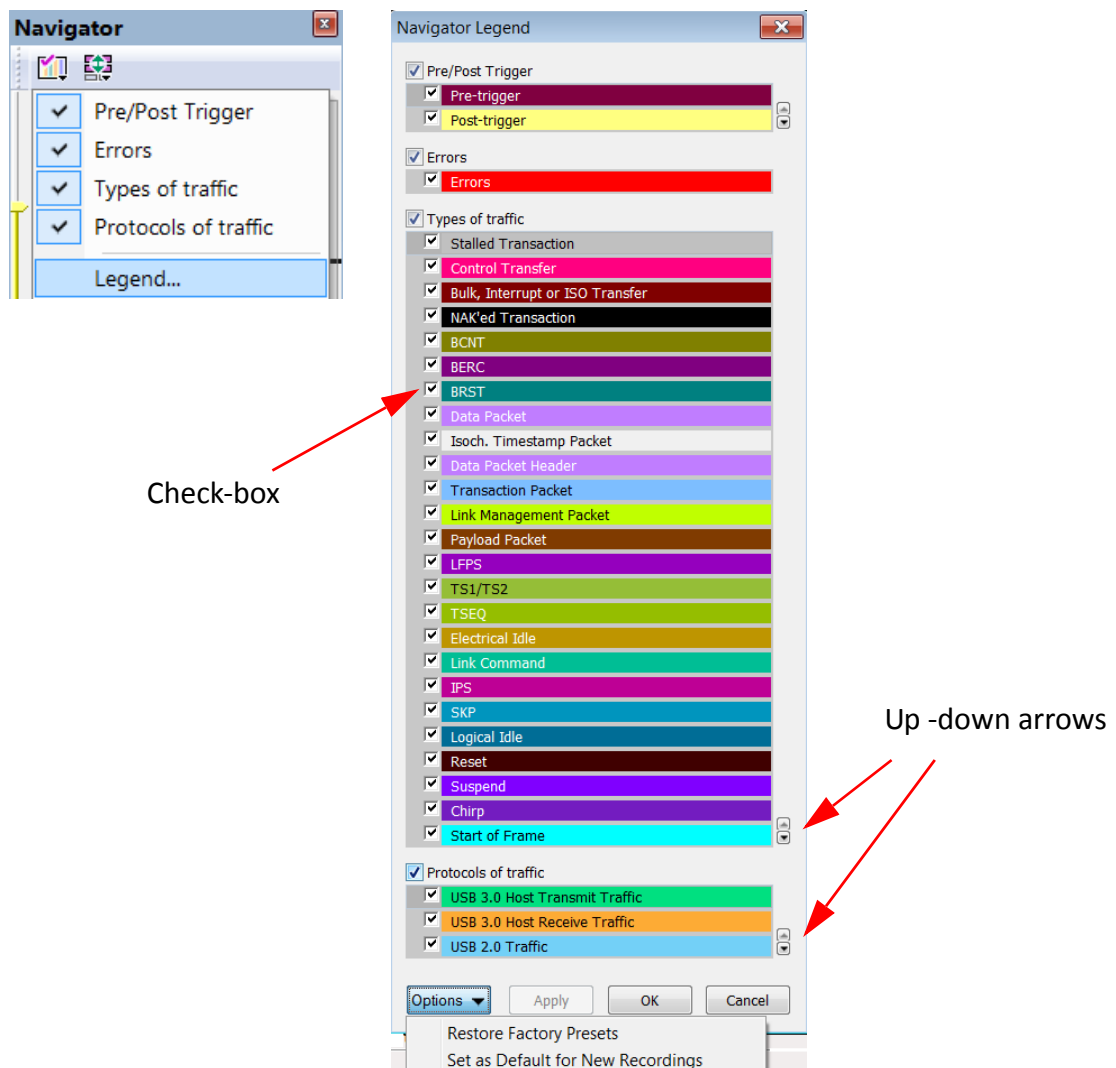 Navigator
Pre/Post Trigger
Errors
Types of traffic
Protocols of traffic
Legend...
Navigator Legend
Pre/Post Trigger
Pre-trigger
Post-trigger
Errors
Errors
Types of traffic
Stalled Transaction
Control Transfer
Bulk, Interrupt or ISO Transfer
NAK'ed Transaction
BCNT
BERC
BRST
Data Packet
Isoch. Timestamp Packet
Data Packet Header
Transaction Packet
Link Management Packet
Payload Packet
LFPS
TS1/TS2
TSEQ
Electrical Idle
Link Command
IPS
SKP
Logical Idle
Reset
Suspend
Chirp
Start of Frame
Protocols of traffic
USB 3.0 Host Transmit Traffic
USB 3.0 Host Receive Traffic
USB 2.0 Traffic
Options Apply OK Cancel
Restore Factory Presets
Set as Default for New Recordings
Check-box
Up -down arrows